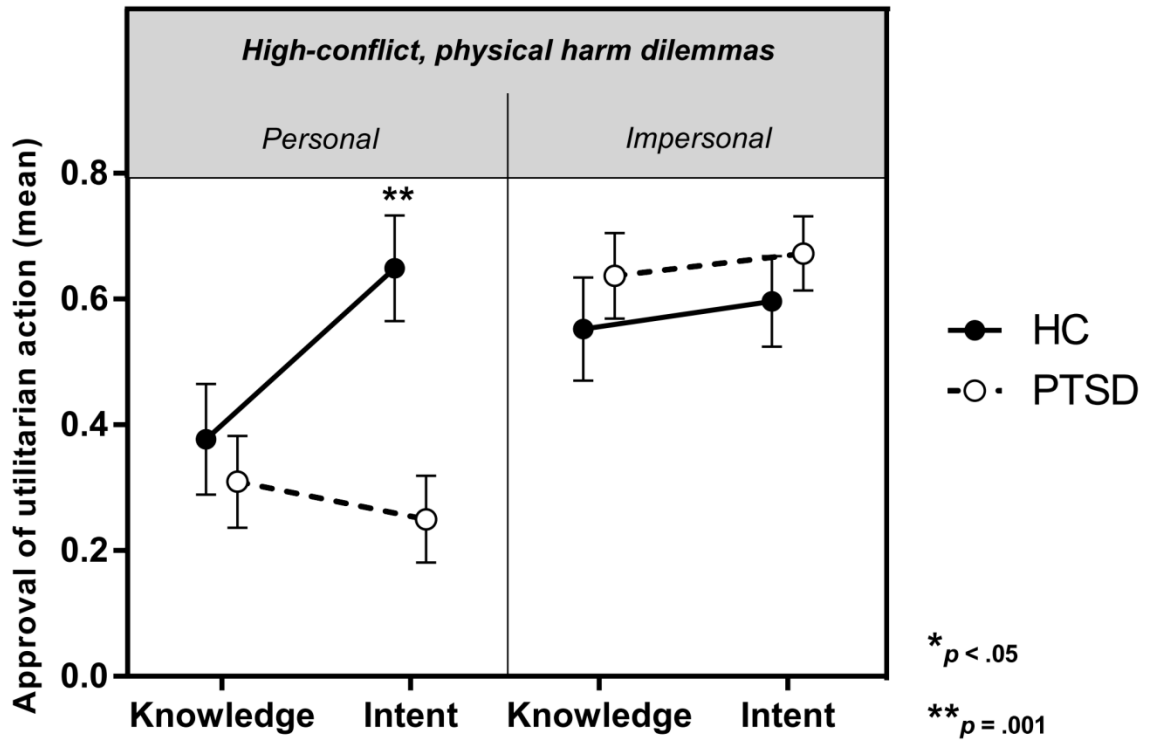 High-conflict, physical harm dilemmas
Personal
Impersonal
Approval of utilitarian action (mean)
0.8
0.6
0.4
0.2
0.0
**
Knowledge
Intent
Knowledge
Intent
HC
PTSD
*p < .05
**p = .001